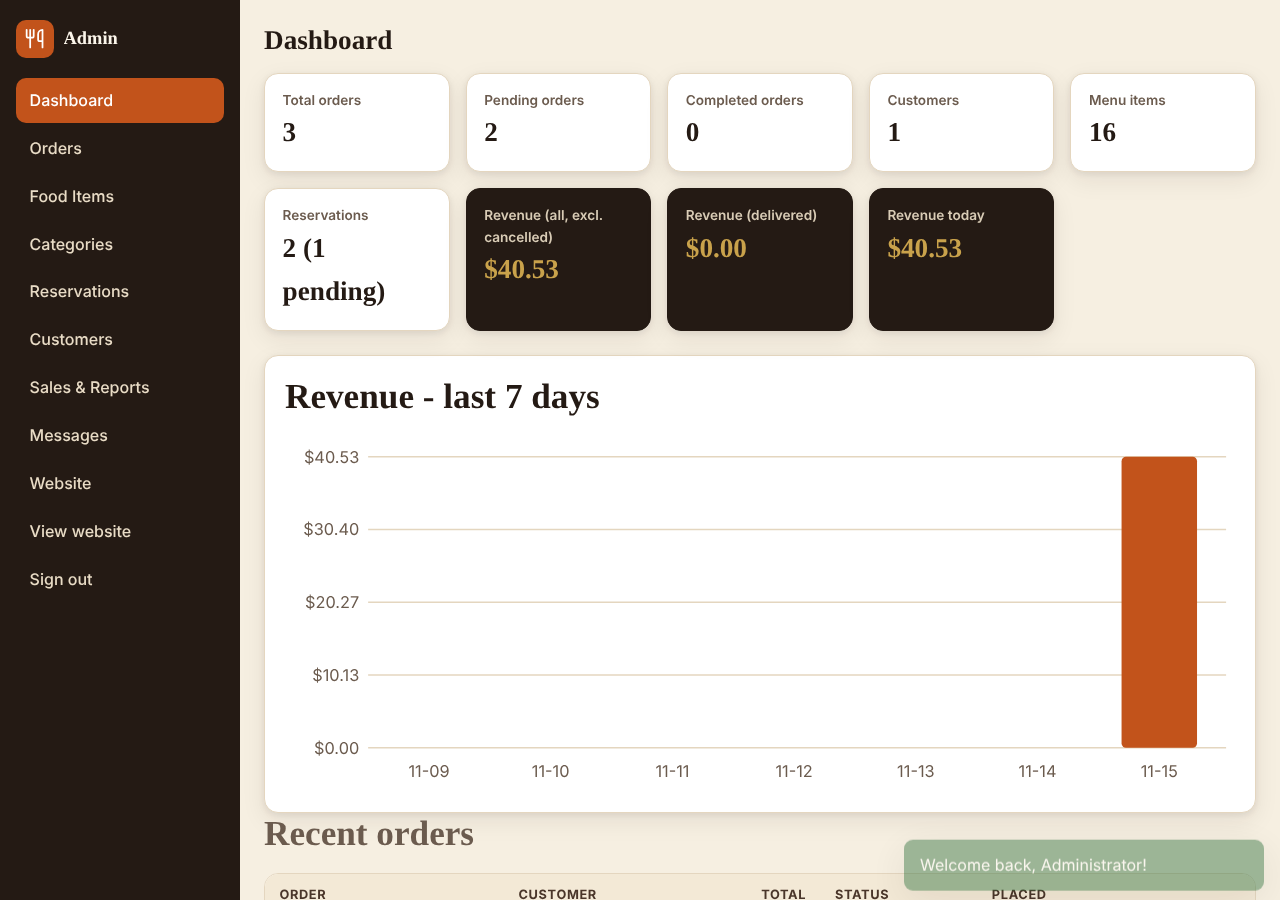 Admin
Dashboard
Orders
Food Items
Categories
Reservations
Customers
Sales & Reports
Messages
Website
View website
Sign out
Dashboard
Total orders
3
Pending orders
2
Completed orders
0
Customers
1
Menu items
16
Reservations
2 (1
pending)
Revenue (all, excl.
cancelled)
$40.53
Revenue (delivered)
$0.00
Revenue today
$40.53
Revenue - last 7 days
$40.53
$30.40
$20.27
$10.13
$0.00
11-09 11-10 11-11 11-12 11-13 11-14 11-15
Recent orders
Welcome back, Administrator!
ORDER CUSTOMER TOTAL STATUS PLACED